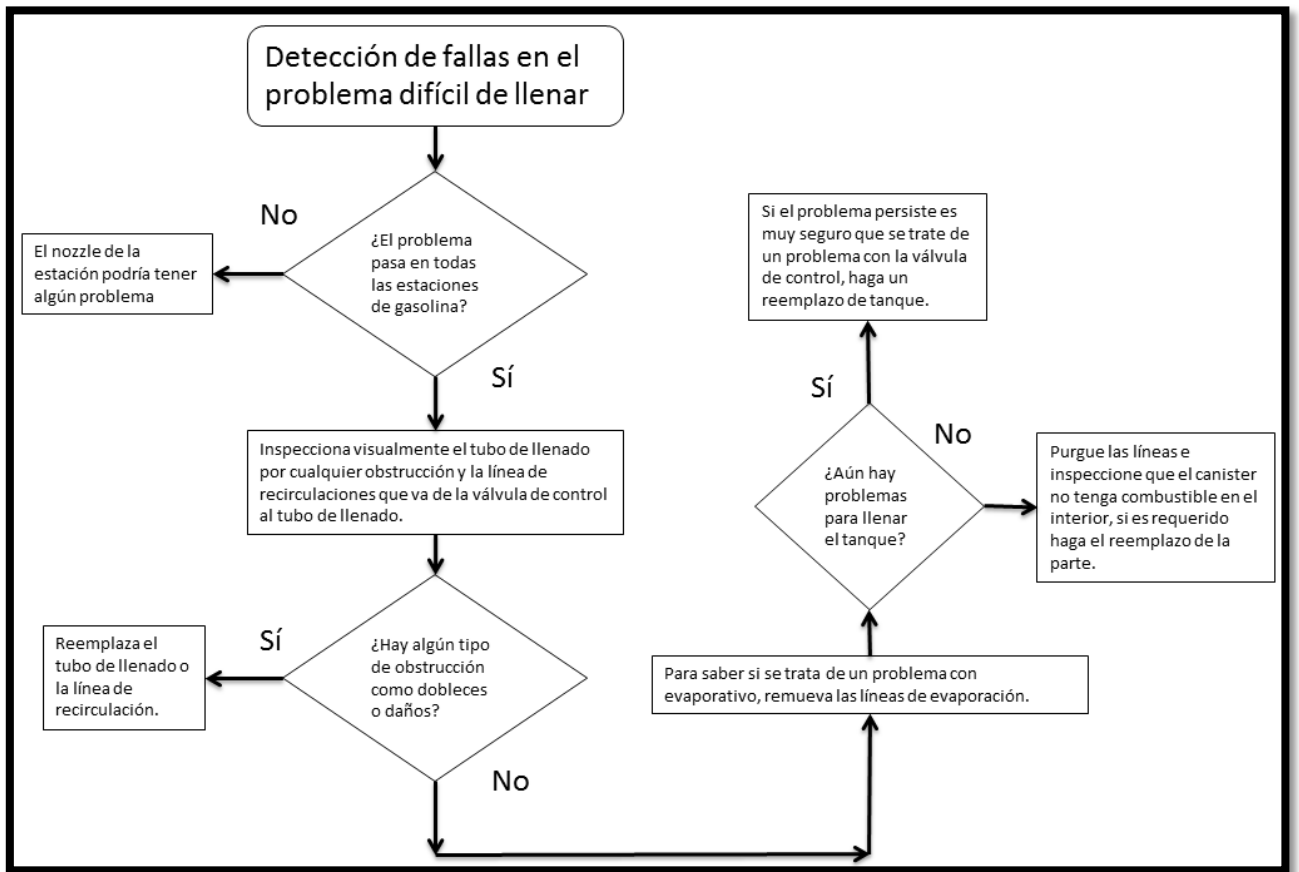 Detección de fallas en el
problema difícil de llenar
No
¿El problema
pasa en todas
las estaciones
de gasolina?
El nozzle de la
estación podría tener
algún problema
Sí
Inspecciona visualmente el tubo de llenado
por cualquier obstrucción y la línea de
recirculaciones que va de la válvula de control
al tubo de llenado.
Sí
¿Hay algún tipo
de obstrucción
como dobleces
o daños?
Reemplaza el
tubo de llenado o
la línea de
recirculación.
No
Para saber si se trata de un problema con
evaporativo, remueva las líneas de evaporación.
¿Aún hay
problemas
para llenar
el tanque?
Sí
Si el problema persiste es
muy seguro que se trate de
un problema con la válvula
de control, haga un
reemplazo de tanque.
No
Purgue las líneas e
inspeccione que el canister
no tenga combustible en el
interior, si es requerido
haga el reemplazo de la
parte.